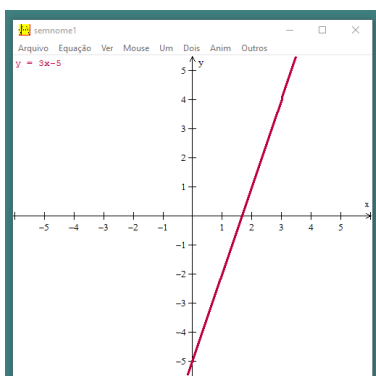 semnome1
Arquivo Equação Ver Mouse Um Dois Anim Outros
y = 3x-5
y
5
4
3
2
1
x
-5 -4 -3 -2 -1 1 2 3 4 5
-1
-2
-3
-4
-5